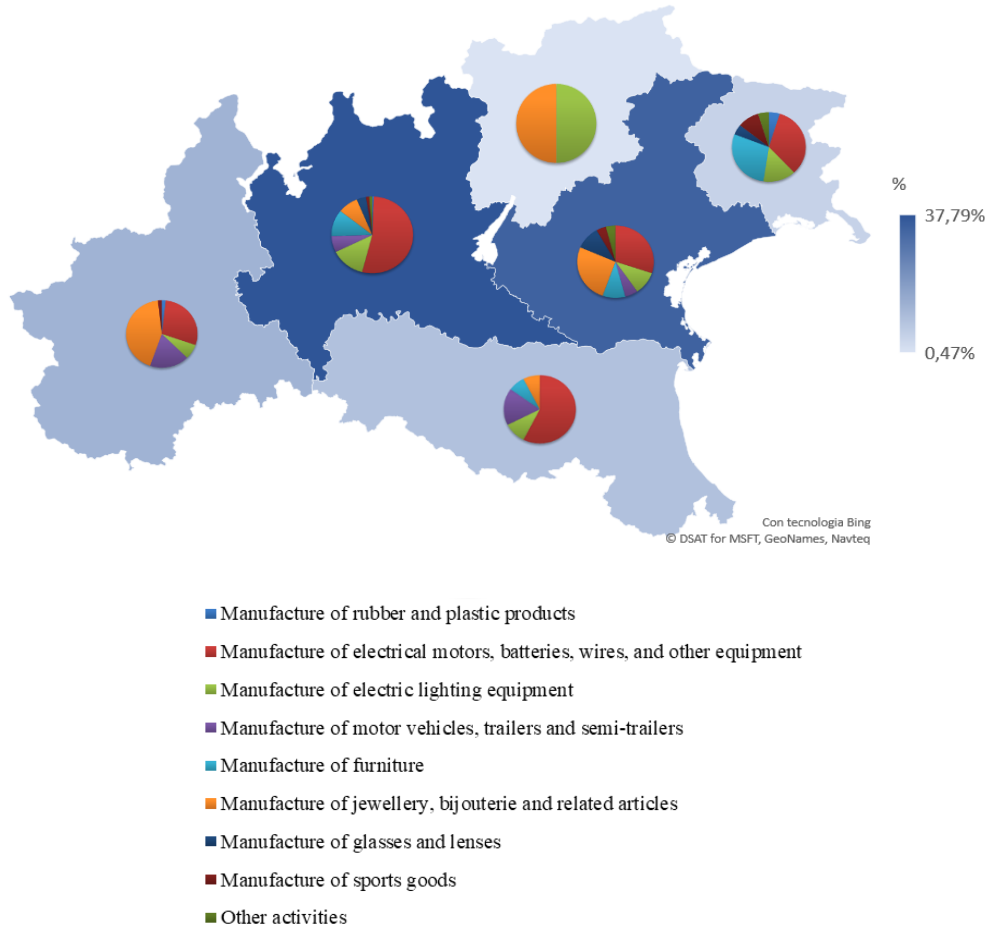 %
37,79%
0,47%
Con tecnologia Bing
© DSAT for MSFT, GeoNames, Navteq
Manufacture of rubber and plastic products
Manufacture of electrical motors, batteries, wires, and other equipment
Manufacture of electric lighting equipment
Manufacture of motor vehicles, trailers and semi-trailers
Manufacture of furniture
Manufacture of jewellery, bijouterie and related articles
Manufacture of glasses and lenses
Manufacture of sports goods
Other activities